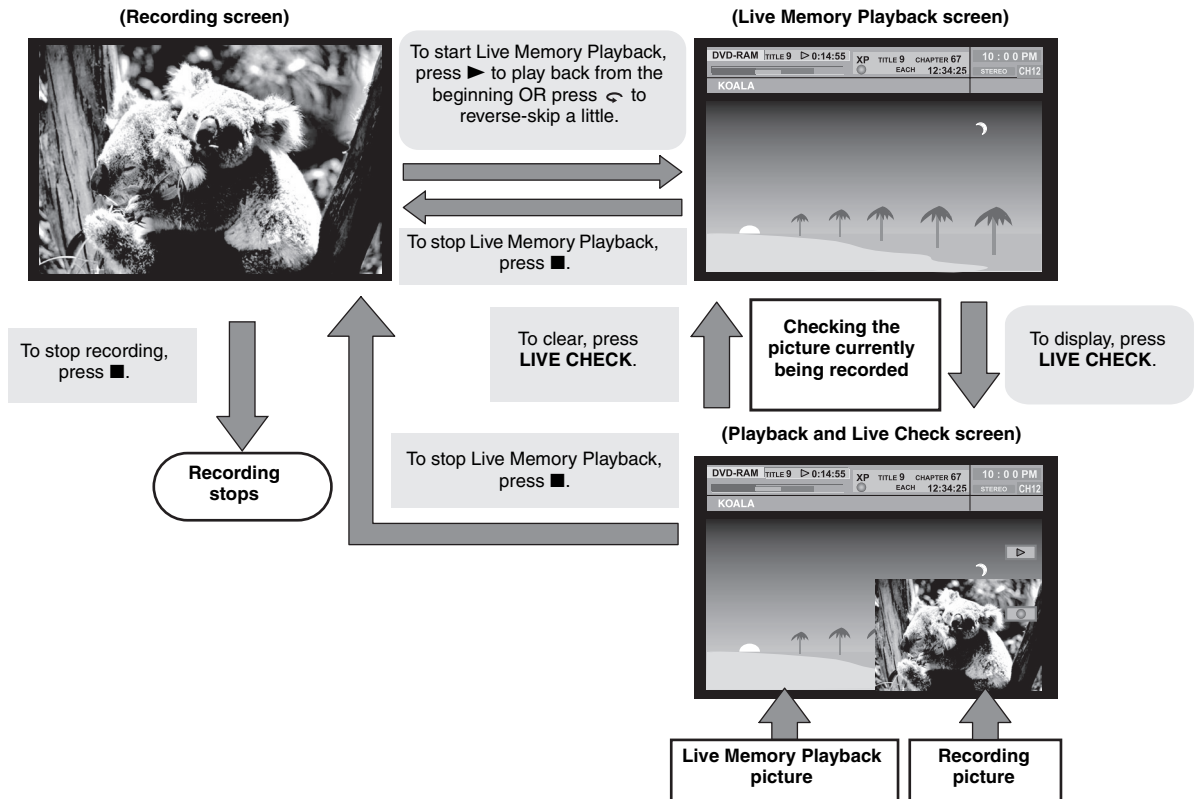 (Recording screen)
(Live Memory Playback screen)
To start Live Memory Playback,
press ▶ to play back from the
beginning OR press ⤺ to
reverse-skip a little.
DVD-RAM TITLE 9 ▷ 0:14:55 XP TITLE 9 CHAPTER 67 10:00 PM
EACH 12:34:25 STEREO CH12
KOALA
To stop Live Memory Playback,
press ■.
To stop recording,
press ■.
To clear, press
LIVE CHECK.
Checking the
picture currently
being recorded
To display, press
LIVE CHECK.
Recording
stops
To stop Live Memory Playback,
press ■.
(Playback and Live Check screen)
DVD-RAM TITLE 9 ▷ 0:14:55 XP TITLE 9 CHAPTER 67 10:00 PM
EACH 12:34:25 STEREO CH12
KOALA
Live Memory Playback
picture
Recording
picture